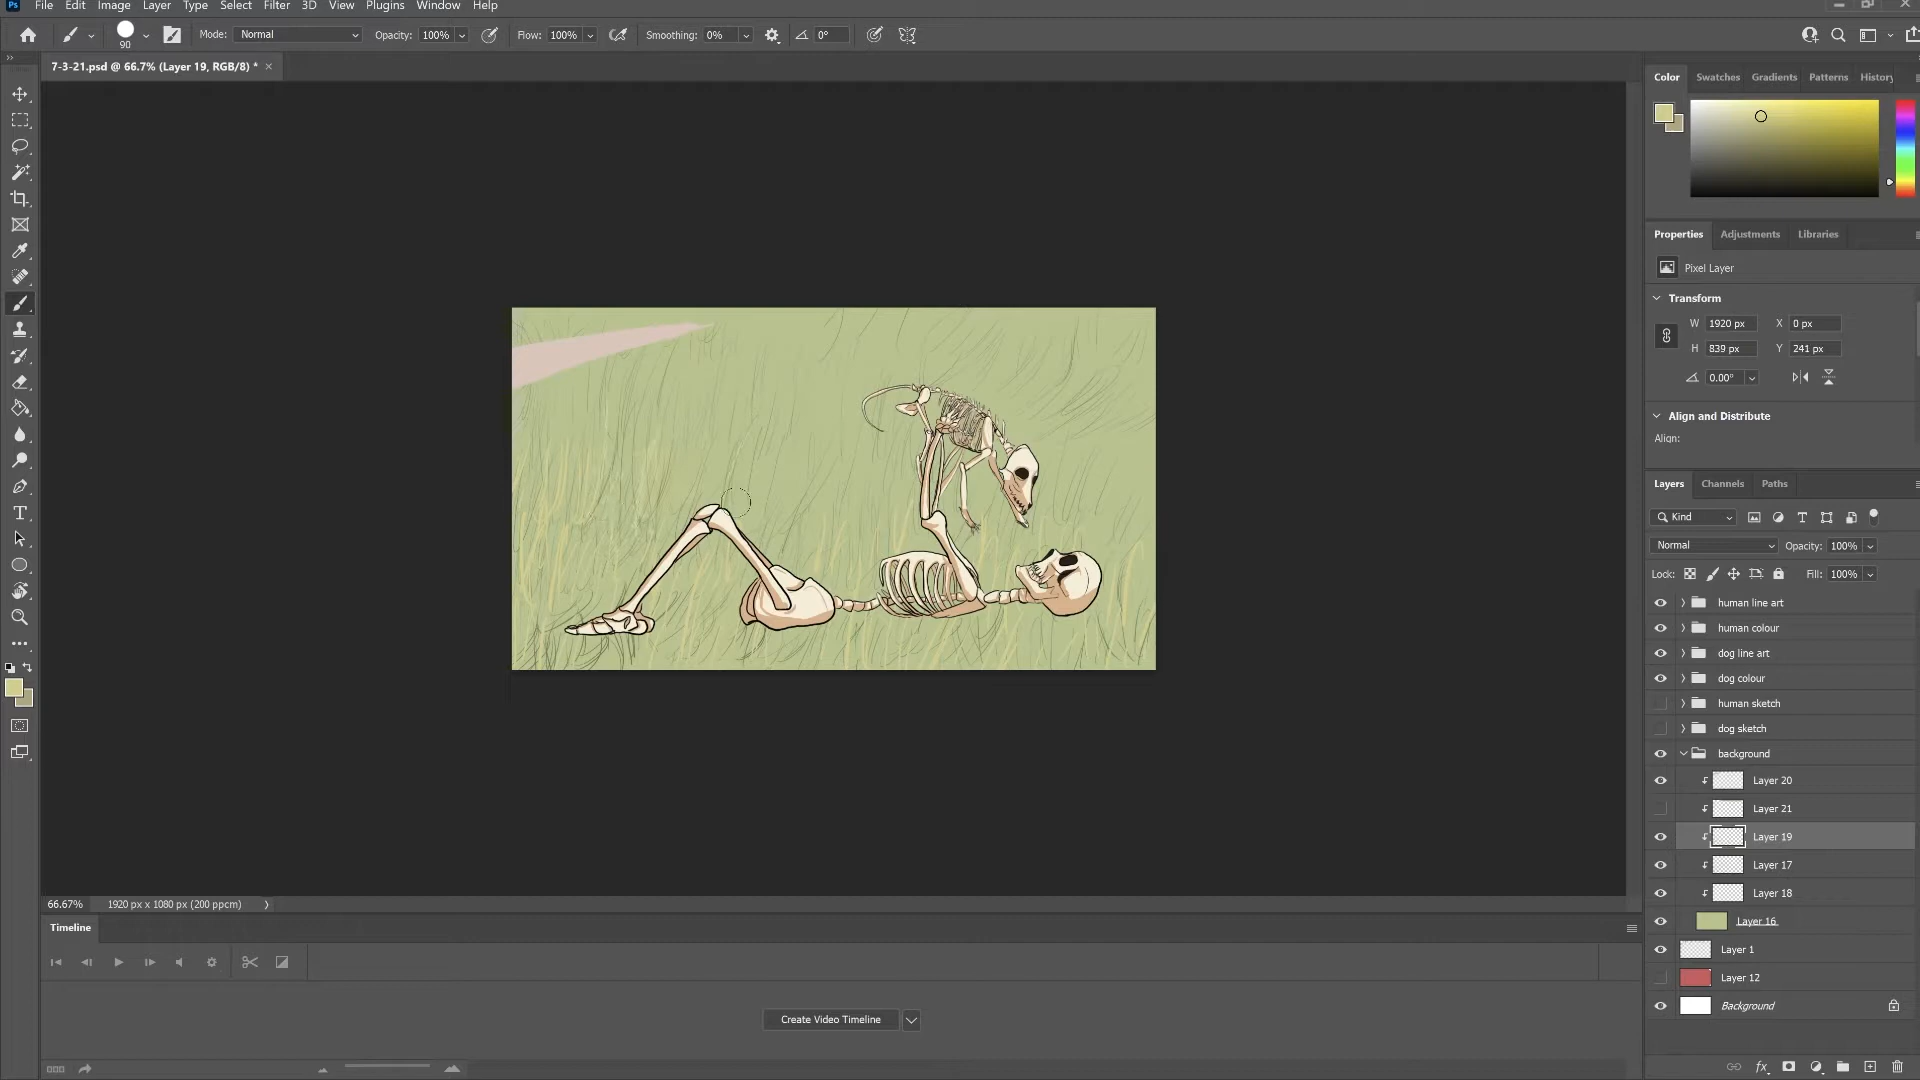 Ps File Edit Image Layer Type Select Filter 3D View Plugins Window Help
90 Mode: Normal Opacity: 100% Flow: 100% Smoothing: 0% 0°
7-3-21.psd @ 66.7% (Layer 19, RGB/8) *
Color Swatches Gradients Patterns History
Properties Adjustments Libraries
Pixel Layer
Transform
W 1920 px X 0 px
H 839 px Y 241 px
0.00°
Align and Distribute
Align:
Layers Channels Paths
Kind
Normal Opacity: 100%
Lock: Fill: 100%
human line art
human colour
dog line art
dog colour
human sketch
dog sketch
background
Layer 20
Layer 21
Layer 19
Layer 17
Layer 18
Layer 16
Layer 1
Layer 12
Background
66.67% 1920 px x 1080 px (200 ppcm)
Timeline
Create Video Timeline